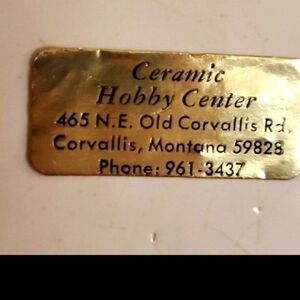 Ceramic
Hobby Center
465 N.E. Old Corvallis Rd.
Corvallis, Montana 59828
Phone: 961-3437